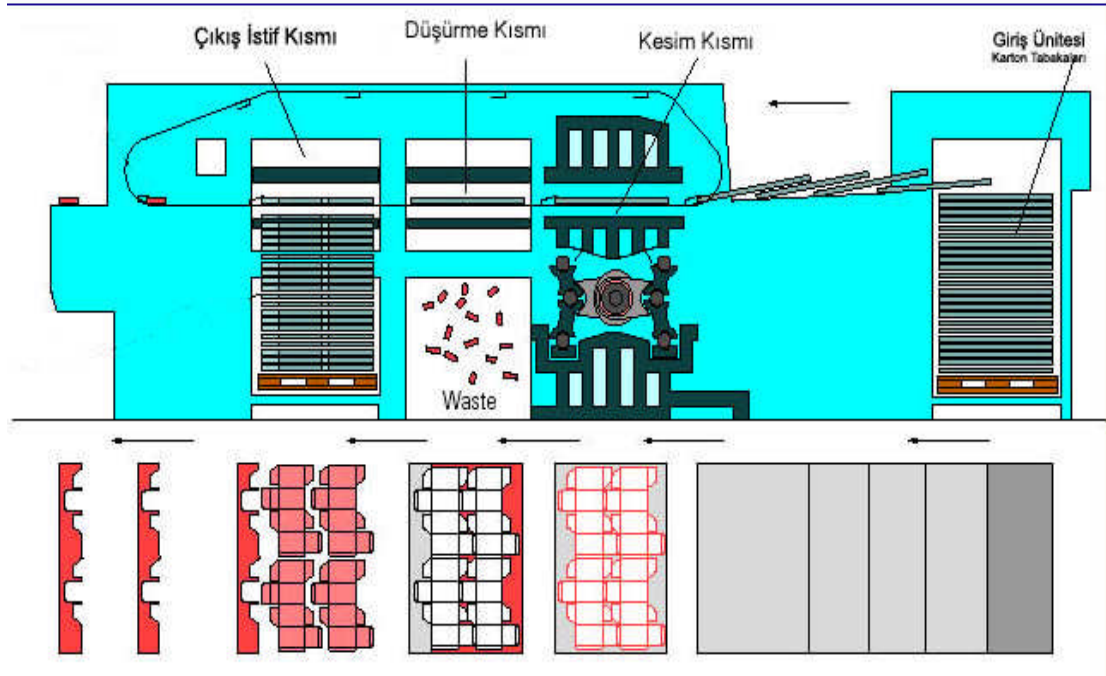 Çıkış İstif Kısmı
Düşürme Kısmı
Kesim Kısmı
Giriş Ünitesi
Karton Tabakaları
Waste